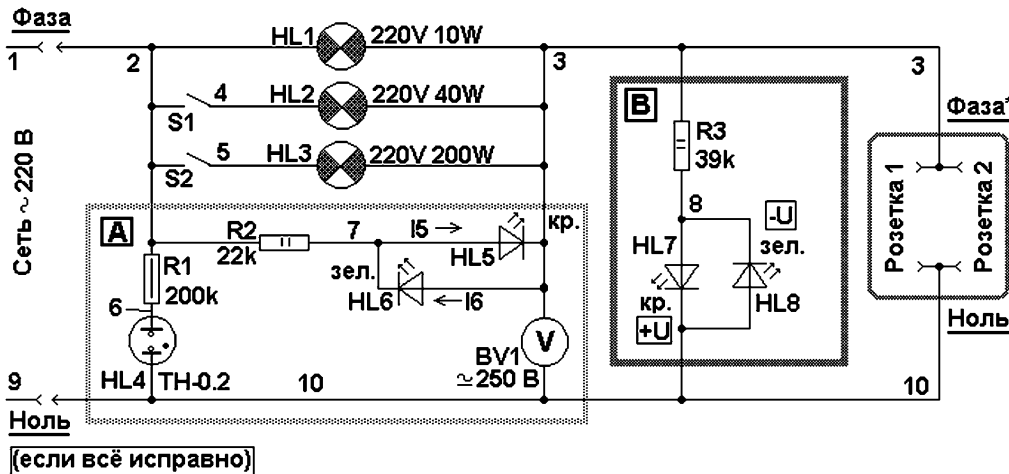 Фаза
1
2
HL1
220V 10W
3
3
S1
4
HL2
220V 40W
S2
5
HL3
220V 200W
B
R3
39k
Фаза*
Сеть ~ 220 В
A
R2
22k
7
I5
HL5
кр.
зел.
HL6
I6
R1
200k
6
8
-U
зел.
HL7
HL8
кр.
+U
Розетка 1
Розетка 2
Ноль
V
BV1
≃ 250 В
HL4
ТН-0.2
9
10
10
Ноль
(если всё исправно)